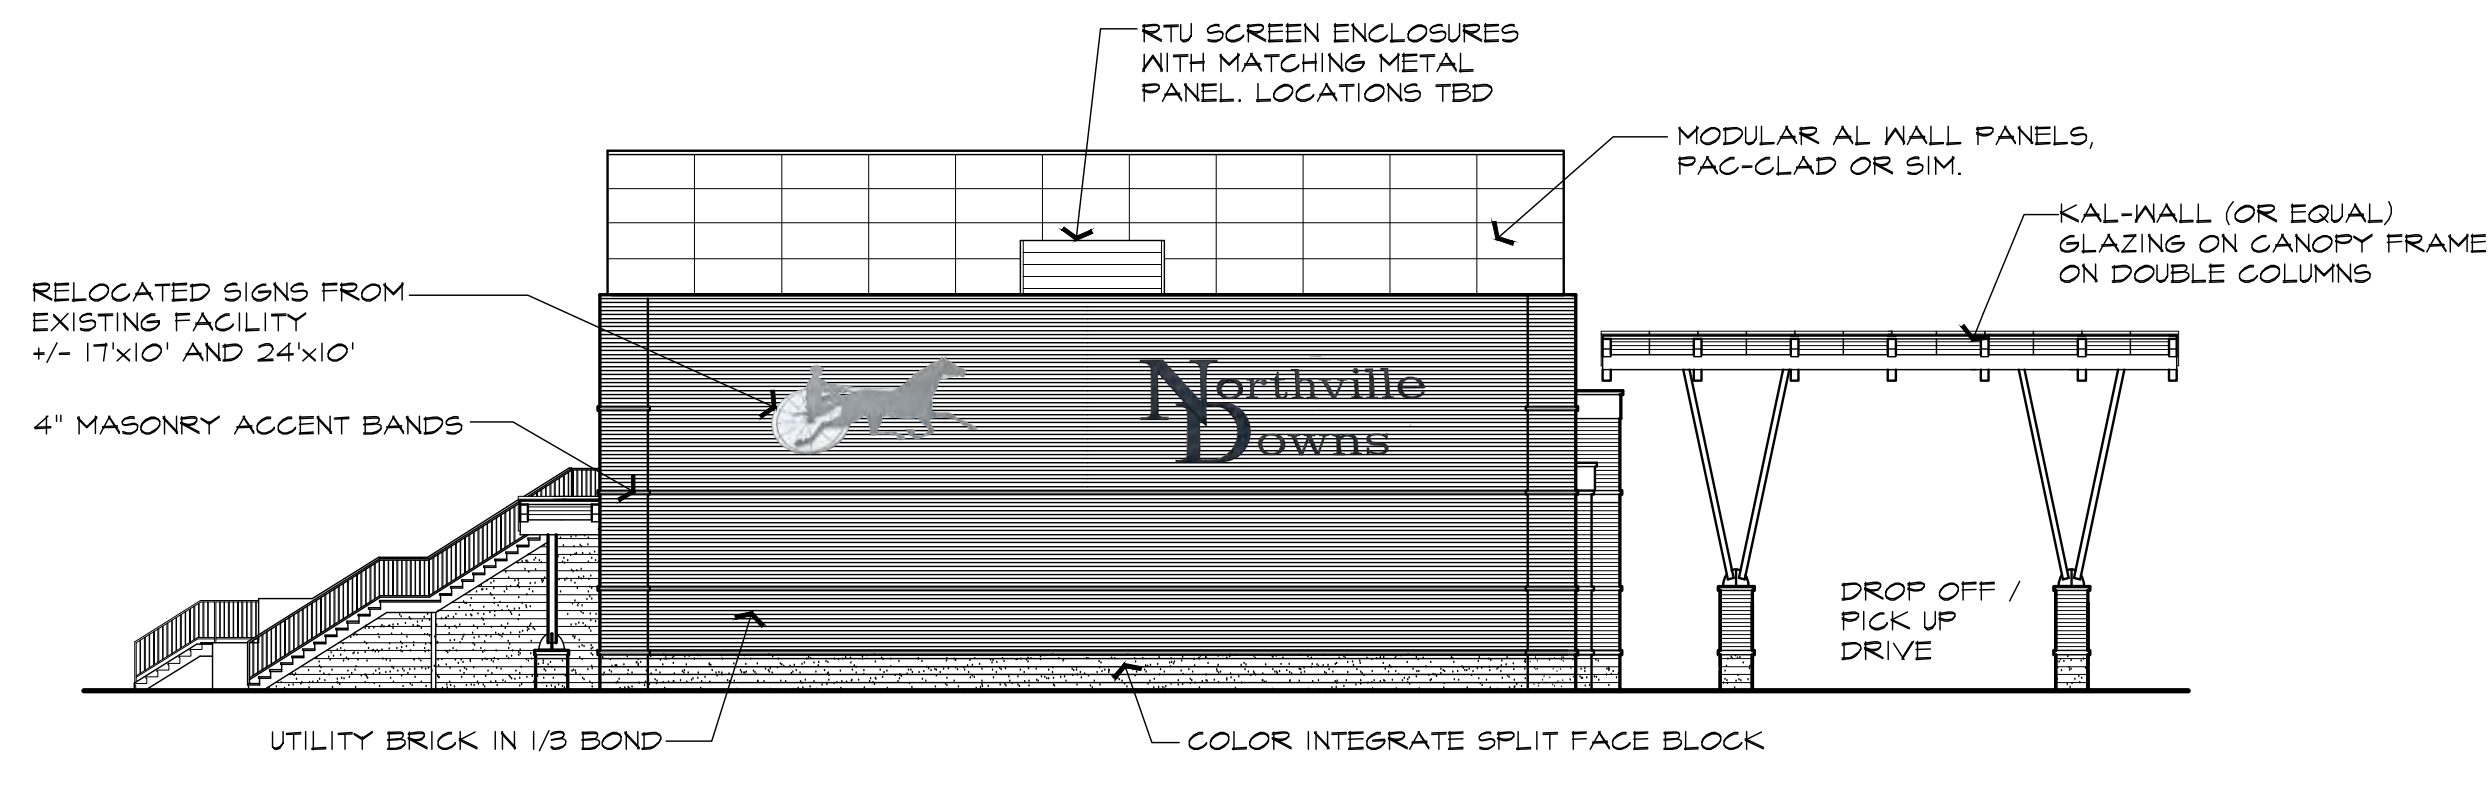 RTU SCREEN ENCLOSURES
WITH MATCHING METAL
PANEL. LOCATIONS TBD
MODULAR AL WALL PANELS,
PAC-CLAD OR SIM.
KAL-WALL (OR EQUAL)
GLAZING ON CANOPY FRAME
ON DOUBLE COLUMNS
RELOCATED SIGNS FROM
EXISTING FACILITY
+/- 17'x10' AND 24'x10'
4" MASONRY ACCENT BANDS
Northville
Downs
DROP OFF /
PICK UP
DRIVE
UTILITY BRICK IN 1/3 BOND
COLOR INTEGRATE SPLIT FACE BLOCK